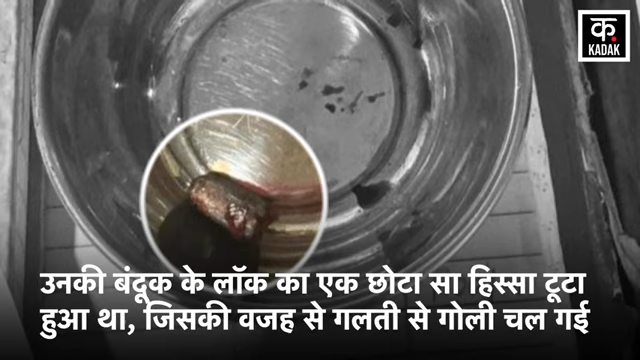 क.
KADAK
उनकी बंदूक के लॉक का एक छोटा सा हिस्सा टूटा
हुआ था, जिसकी वजह से गलती से गोली चल गई